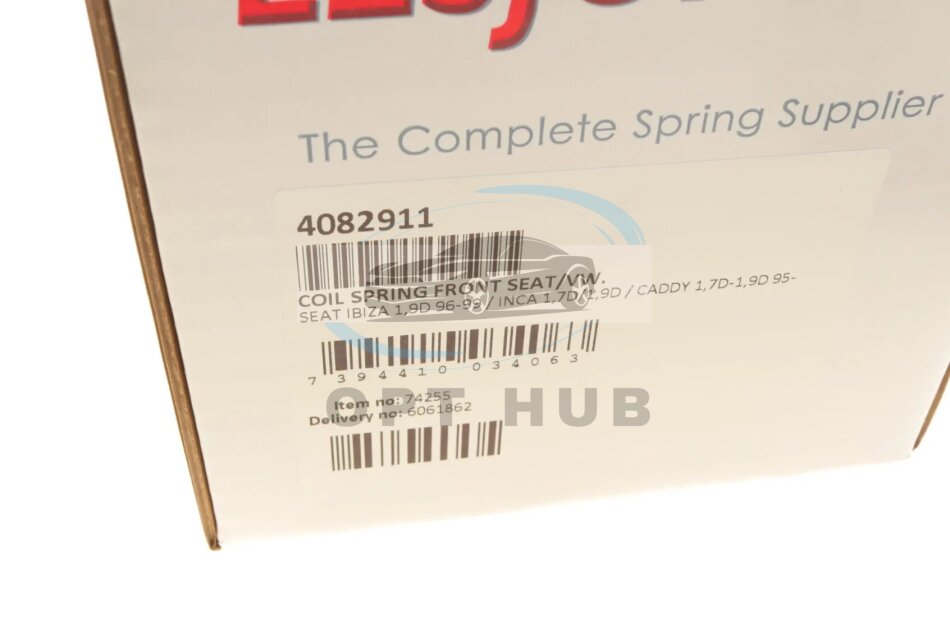 The Complete Spring Supplier
4082911
COIL SPRING FRONT SEAT/VW.
SEAT IBIZA 1,9D 96-99 / INCA 1,7D/1,9D / CADDY 1,7D-1,9D 95-
7 394410 034063
Item no: 74255
Delivery no: 6061862
OPT HUB